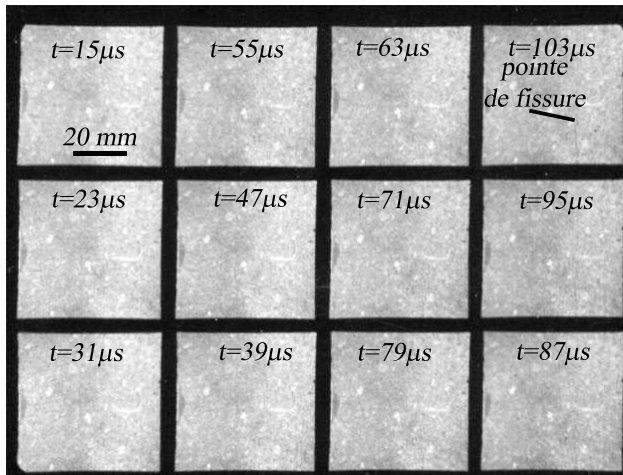 t=15μs
t=55μs
t=63μs
t=103μs
pointe
de fissure
20 mm
t=23μs
t=47μs
t=71μs
t=95μs
t=31μs
t=39μs
t=79μs
t=87μs